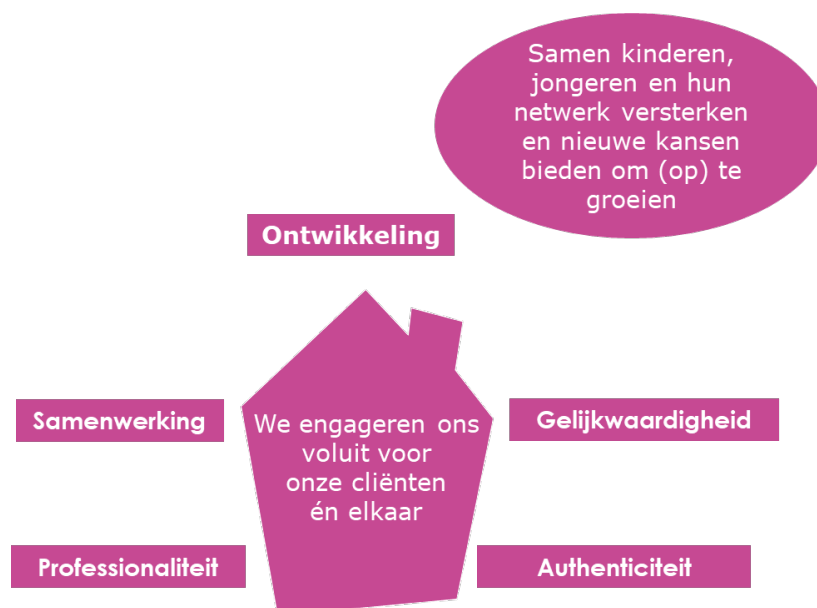 Samen kinderen,
jongeren en hun
netwerk versterken
en nieuwe kansen
bieden om (op) te
groeien
Ontwikkeling
Samenwerking
Gelijkwaardigheid
We engageren ons
voluit voor
onze cliënten
én elkaar
Professionaliteit
Authenticiteit